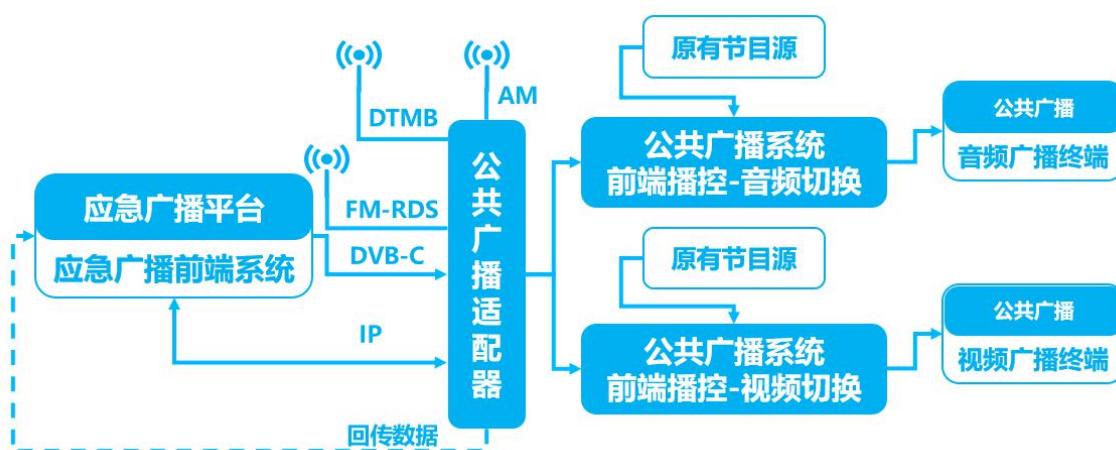 原有节目源
AM
DTMB
公共广播适配器
公共广播系统
前端播控-音频切换
公共广播
音频广播终端
应急广播平台
应急广播前端系统
FM-RDS
DVB-C
IP
原有节目源
公共广播系统
前端播控-视频切换
公共广播
视频广播终端
回传数据